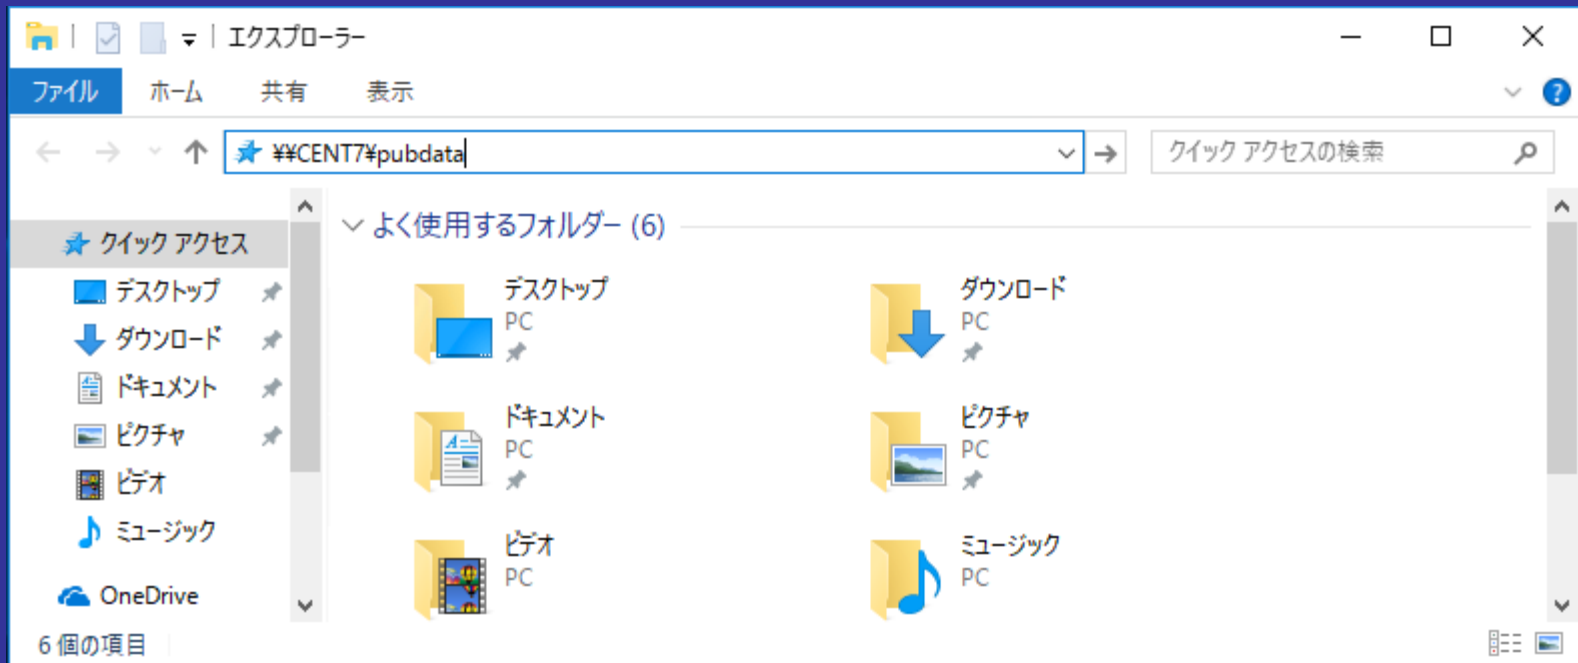 エクスプローラー
ファイル ホーム 共有 表示
¥¥CENT7¥pubdata クイック アクセスの検索
クイック アクセス
デスクトップ
ダウンロード
ドキュメント
ピクチャ
ビデオ
ミュージック
OneDrive
よく使用するフォルダー (6)
デスクトップ
PC
ダウンロード
PC
ドキュメント
PC
ピクチャ
PC
ビデオ
PC
ミュージック
PC
6 個の項目